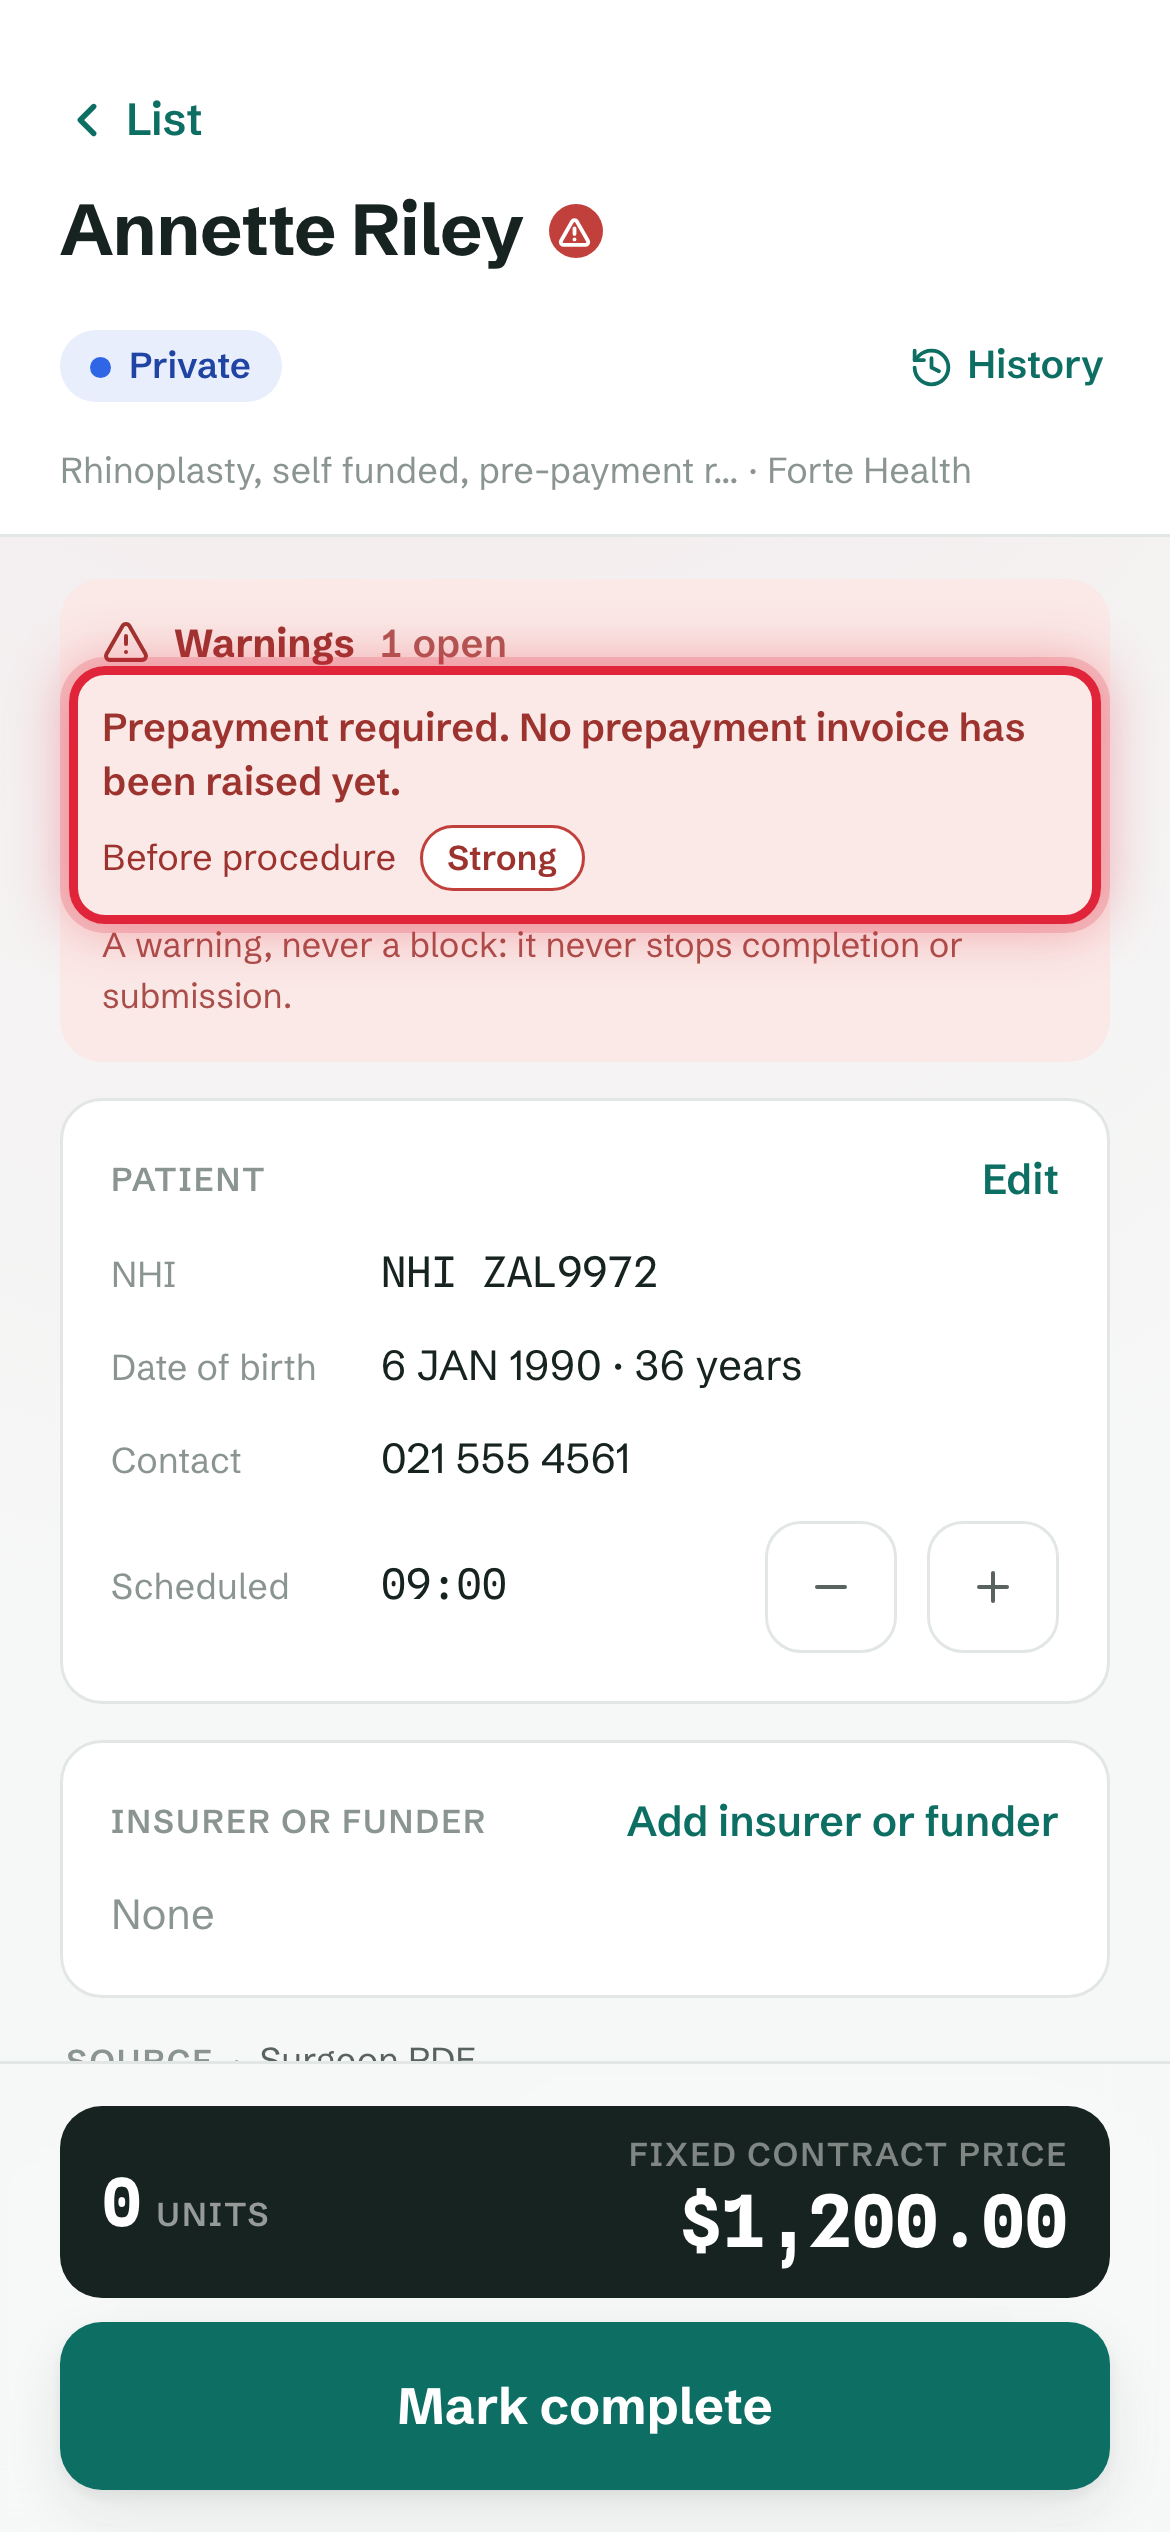 List
Annette Riley
Private
History
Rhinoplasty, self funded, pre-payment r... · Forte Health
Warnings 1 open
Prepayment required. No prepayment invoice has
been raised yet.
Before procedure Strong
A warning, never a block: it never stops completion or
submission.
PATIENT
Edit
NHI NHI ZAL9972
Date of birth 6 JAN 1990 · 36 years
Contact 021 555 4561
Scheduled 09:00
INSURER OR FUNDER
Add insurer or funder
None
SOURCE · Surgeon PDF
0 UNITS
FIXED CONTRACT PRICE
$1,200.00
Mark complete